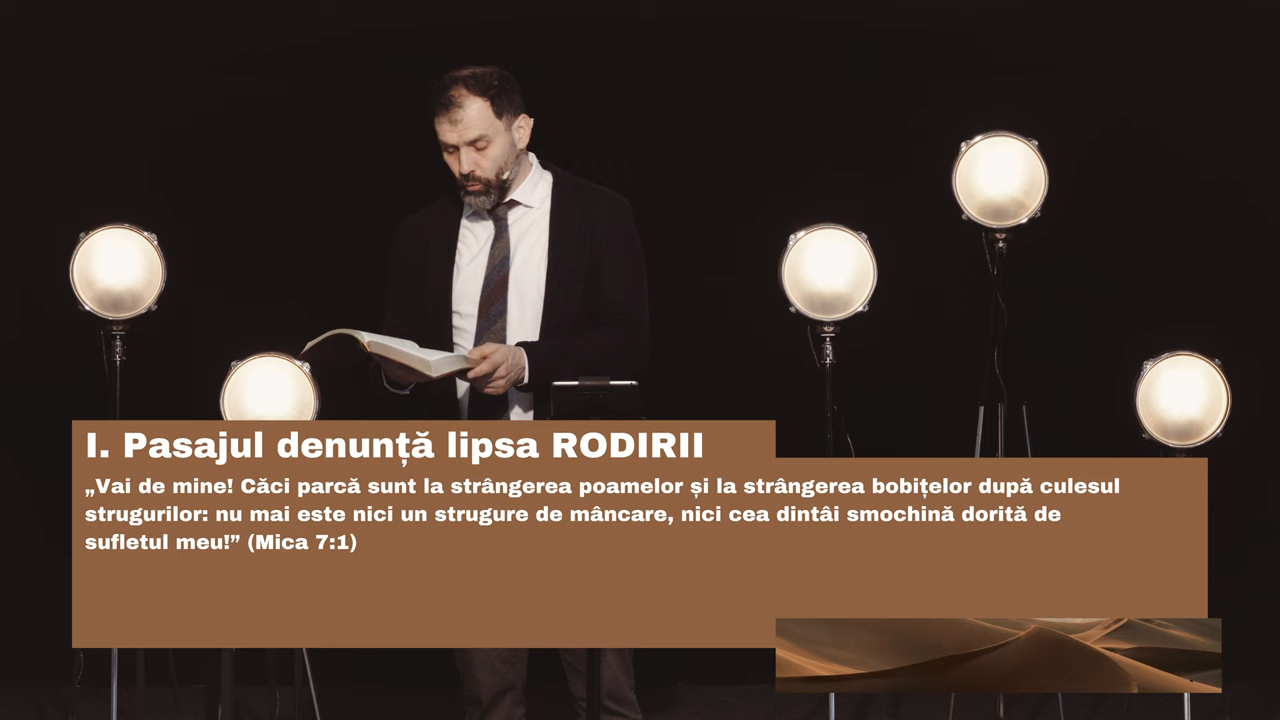 I. Pasajul denunță lipsa RODIRII
„Vai de mine! Căci parcă sunt la strângerea poamelor și la strângerea bobițelor după culesul
strugurilor: nu mai este nici un strugure de mâncare, nici cea dintâi smochină dorită de
sufletul meu!” (Mica 7:1)